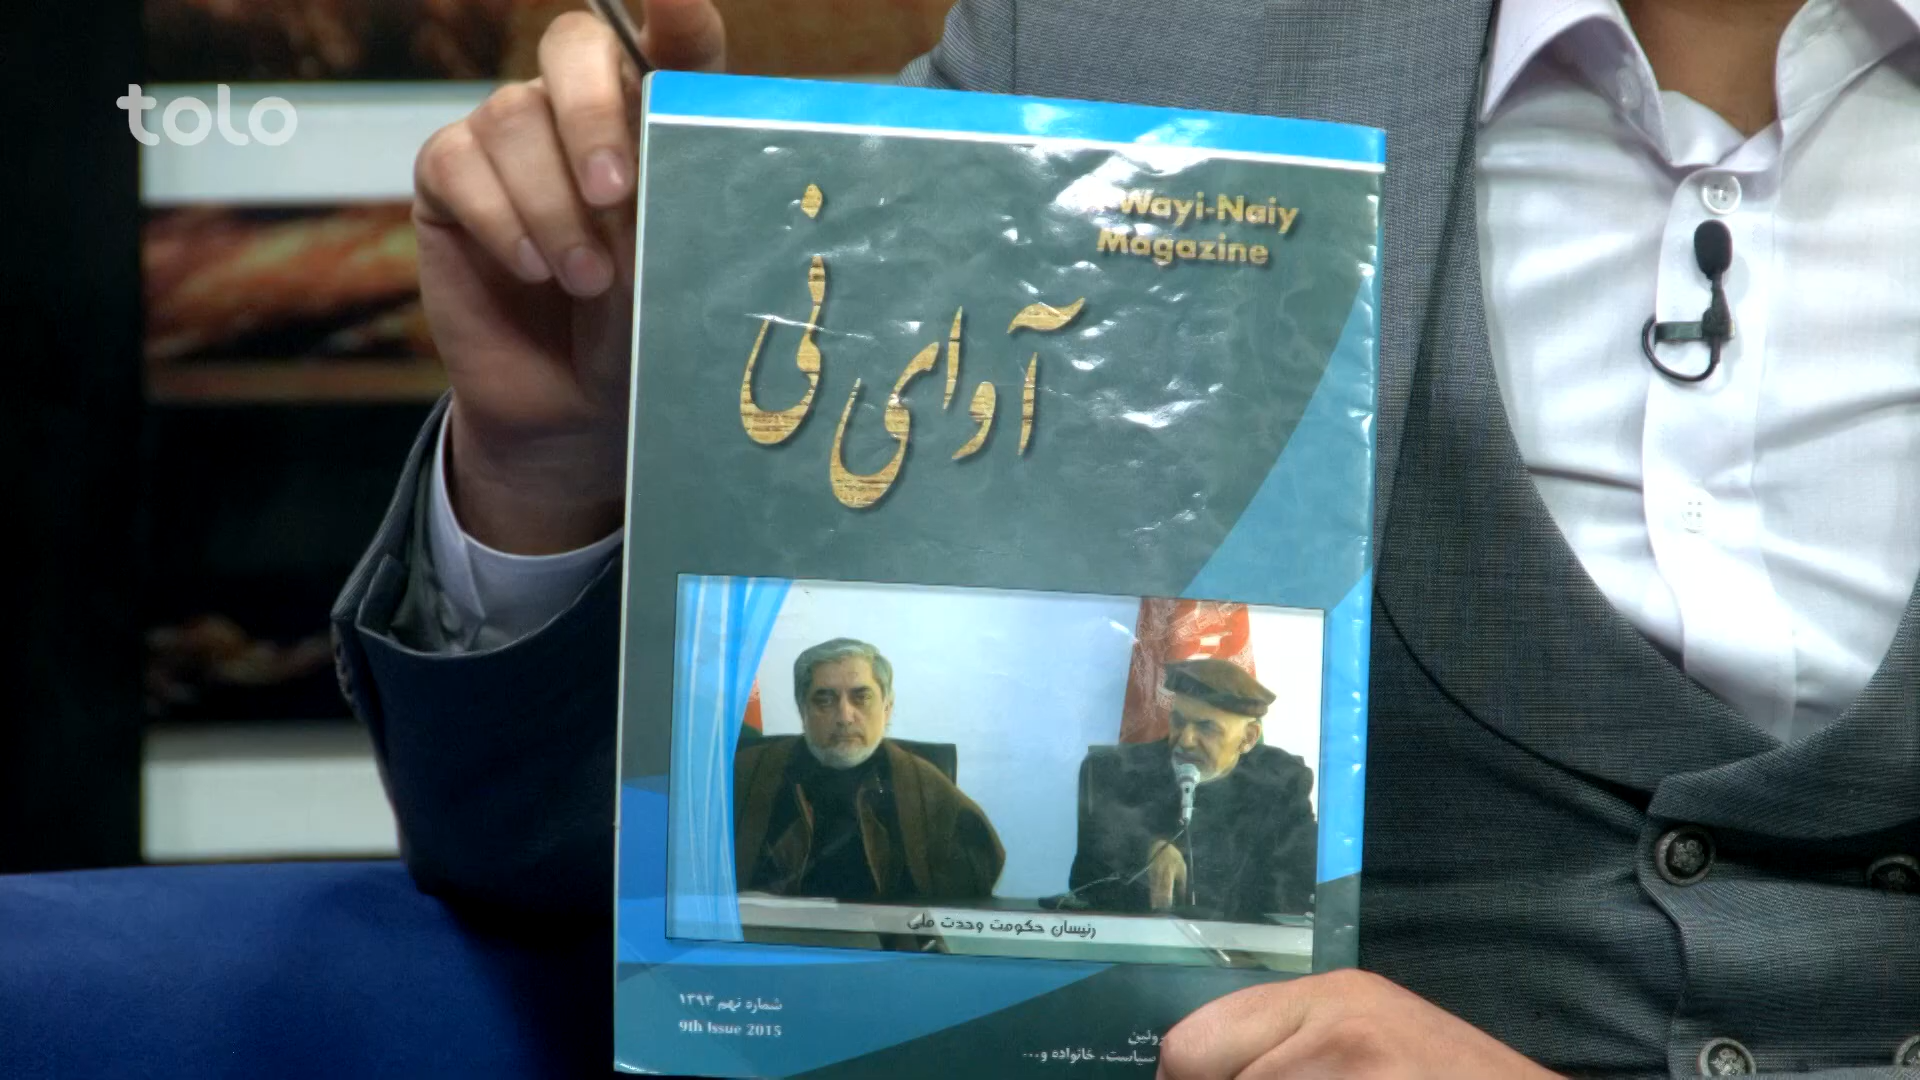 tolo
Wayi-Naiy
Magazine
آوای نی
رئیسان حکومت وحدت ملی
شماره نهم ۱۳۹۳
9th Issue 2015
سیاست، خانواده و...